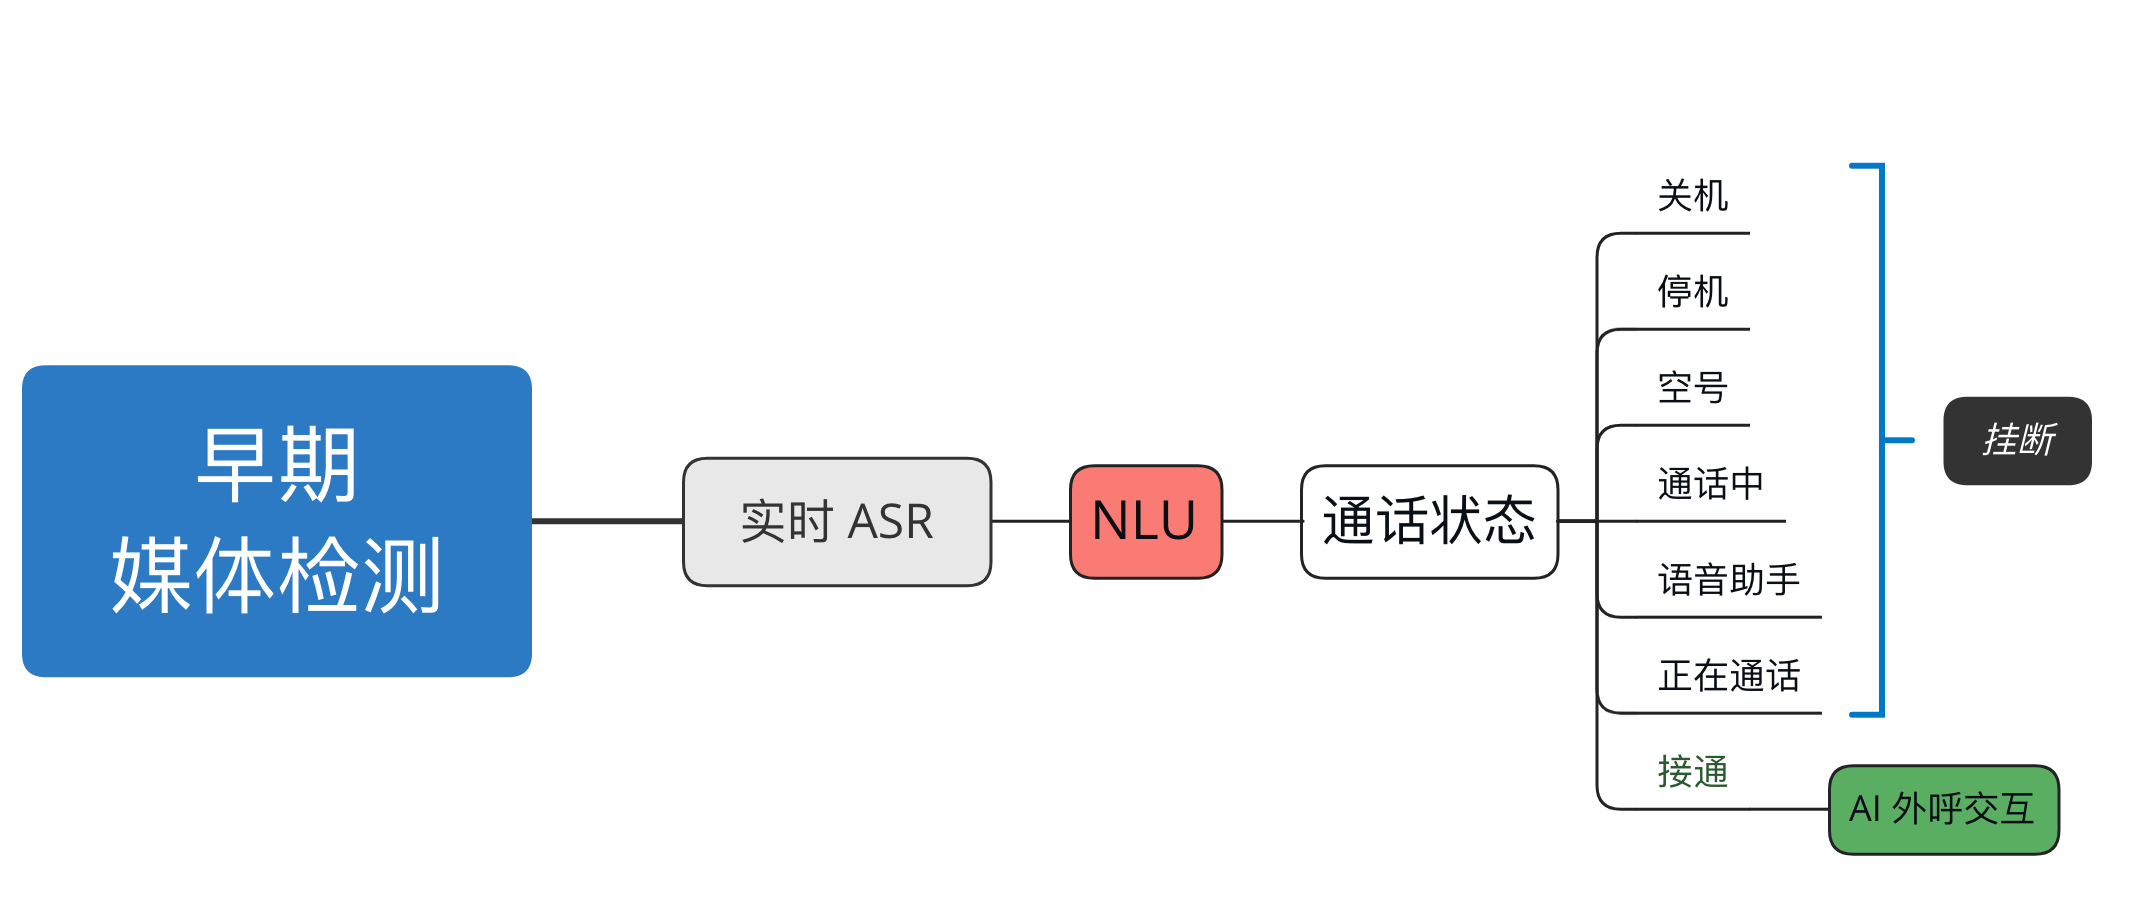 早期
媒体检测
实时 ASR
NLU
通话状态
关机
停机
空号
通话中
语音助手
正在通话
接通
挂断
AI 外呼交互